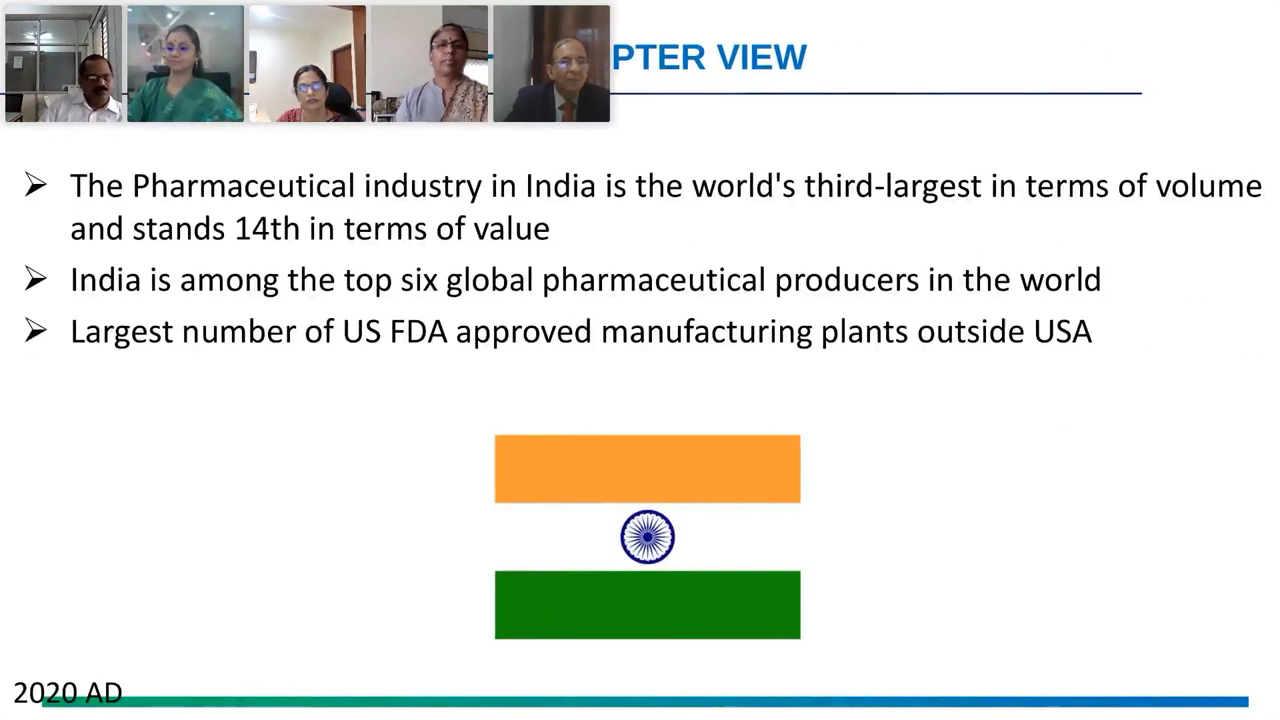 PTER VIEW
➢ The Pharmaceutical industry in India is the world's third-largest in terms of volume
and stands 14th in terms of value
➢ India is among the top six global pharmaceutical producers in the world
➢ Largest number of US FDA approved manufacturing plants outside USA
2020 AD